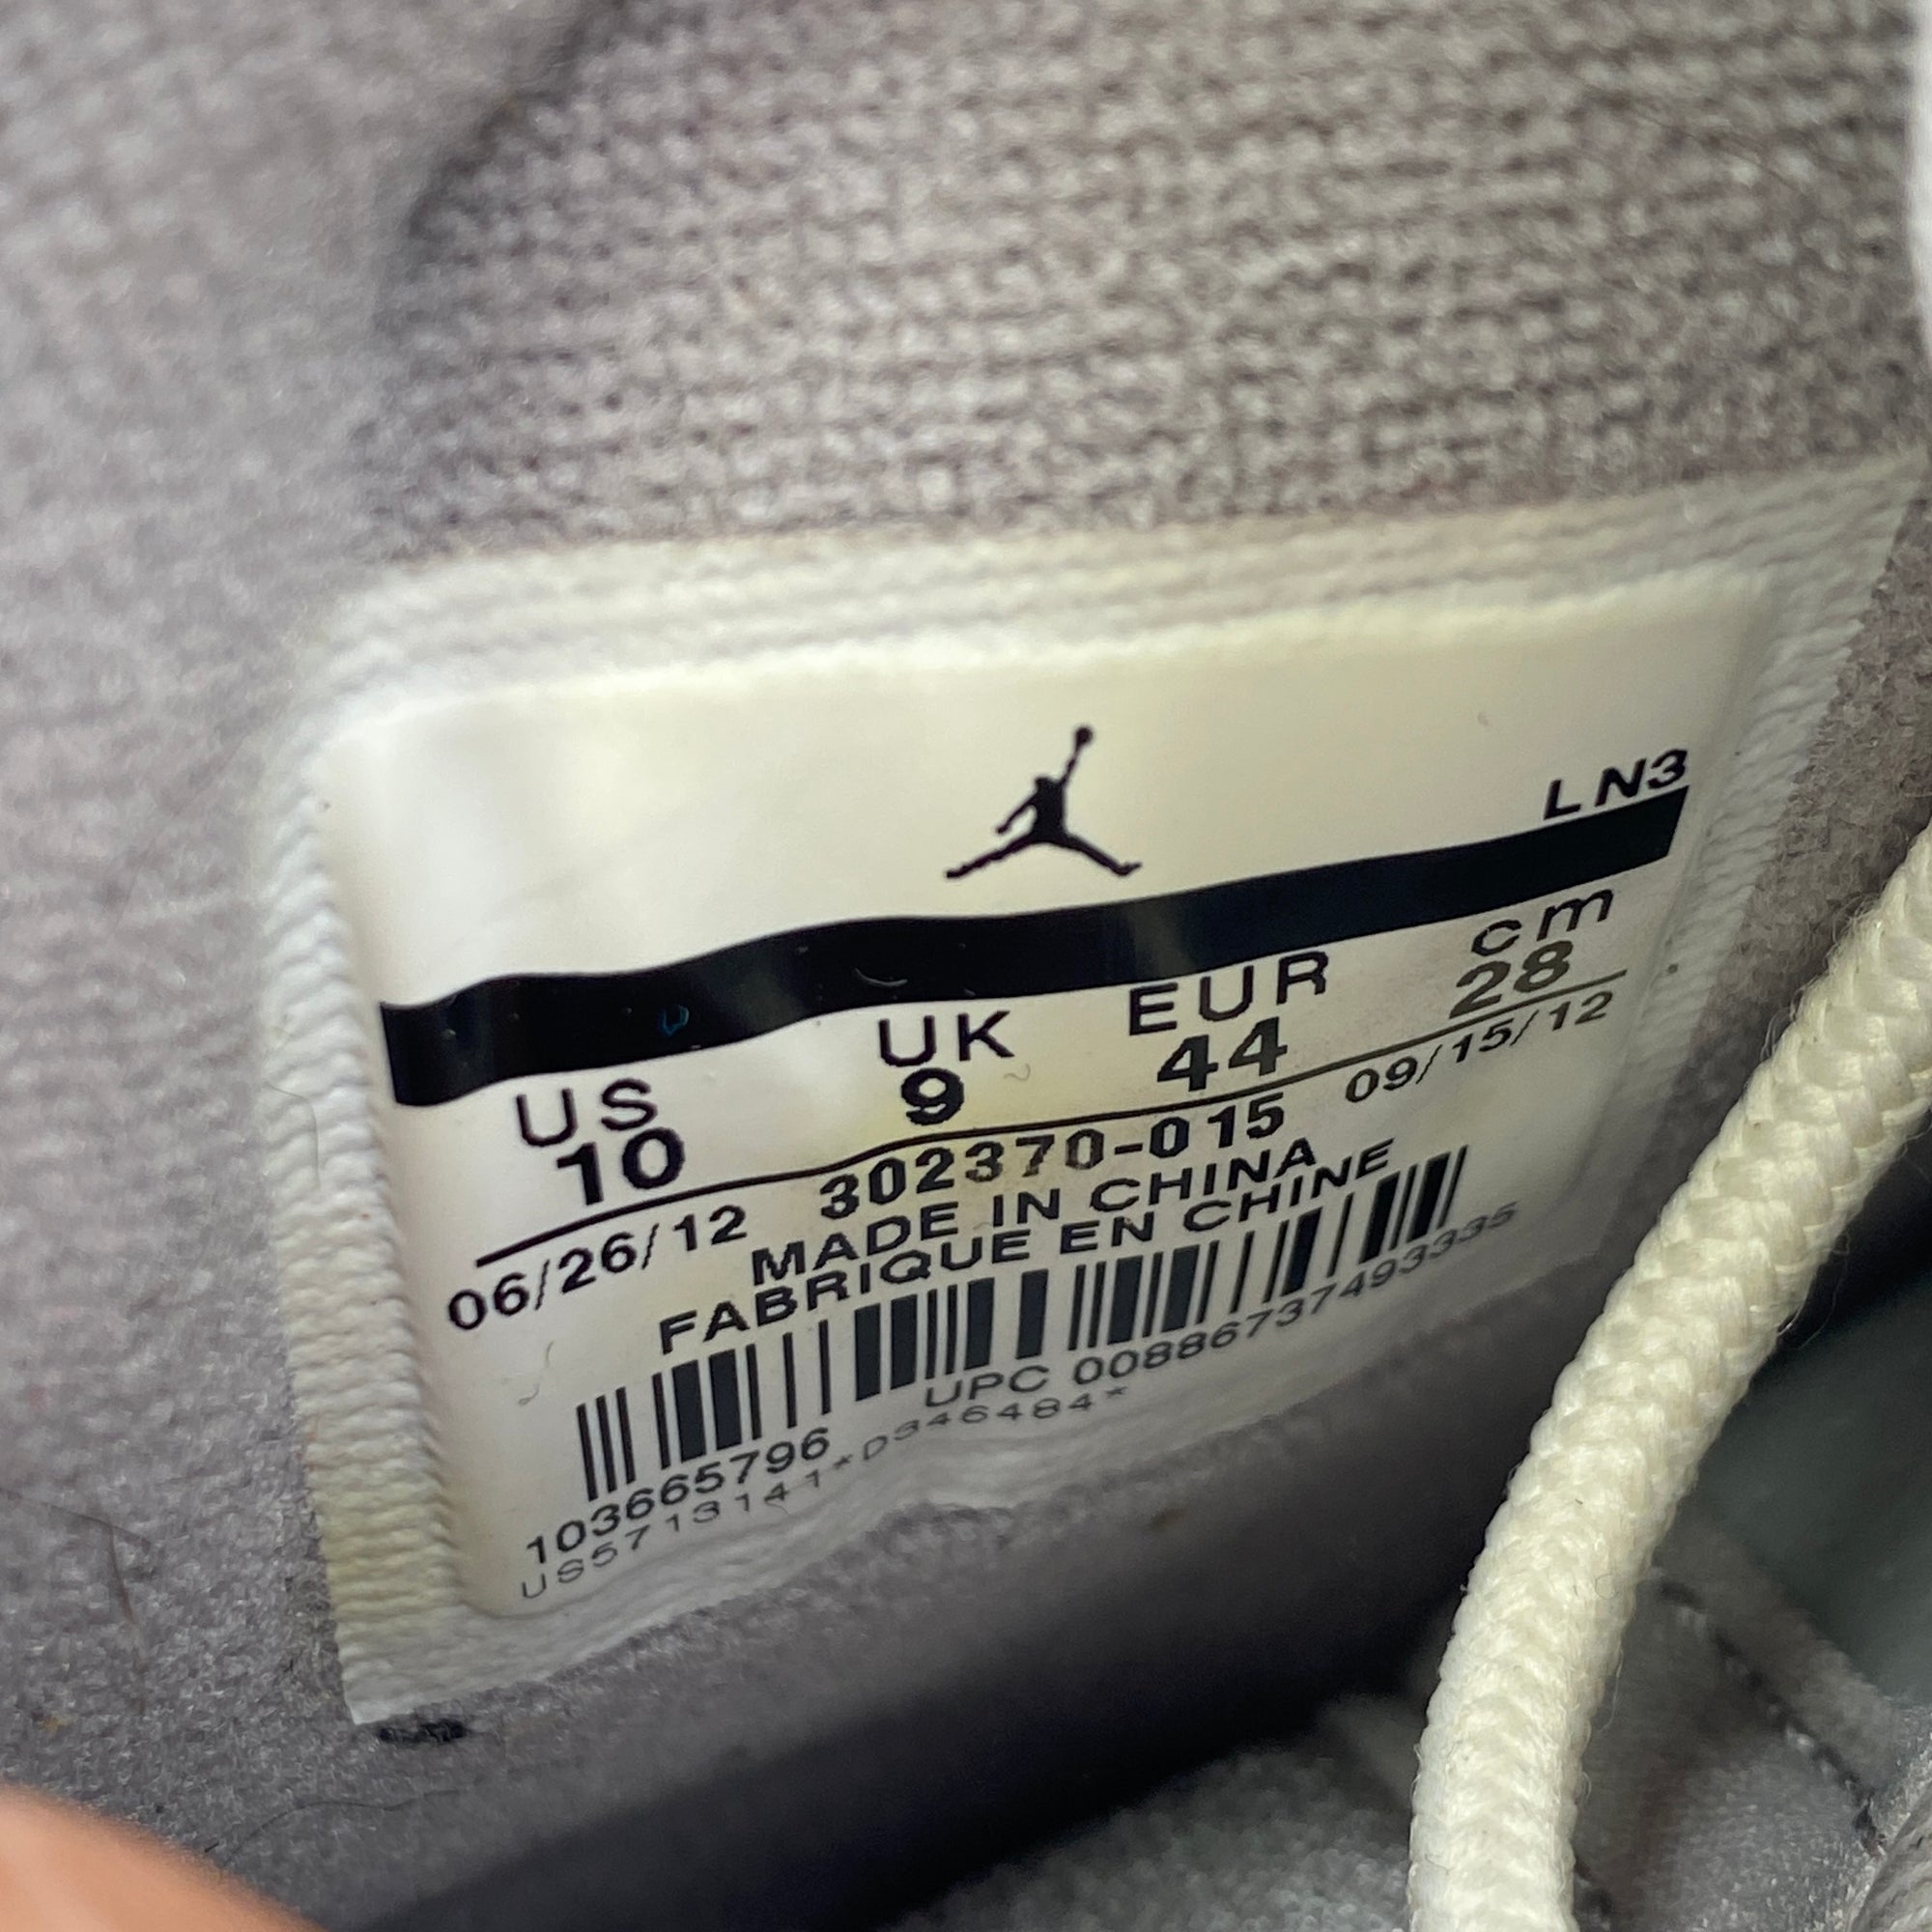 LN3
US UK EUR cm
10 9 44 28
06/26/12 302370-015 09/15/12
MADE IN CHINA
FABRIQUE EN CHINE
103665796 UPC 00886737493335
US5713141*D346484*